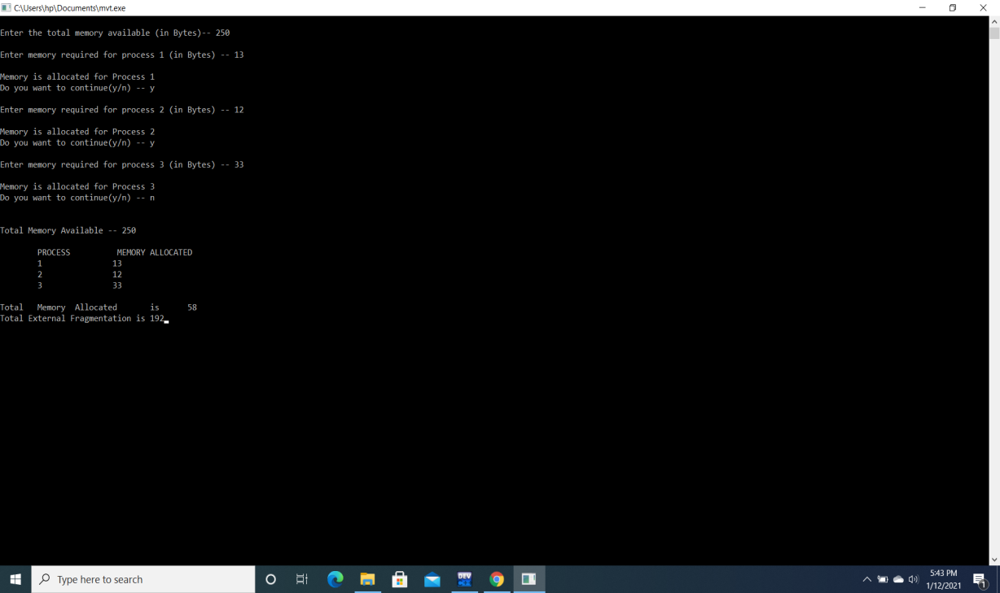 C:\Users\hp\Documents\mvt.exe
Enter the total memory available (in Bytes)-- 250
Enter memory required for process 1 (in Bytes) -- 13
Memory is allocated for Process 1
Do you want to continue(y/n) -- y
Enter memory required for process 2 (in Bytes) -- 12
Memory is allocated for Process 2
Do you want to continue(y/n) -- y
Enter memory required for process 3 (in Bytes) -- 33
Memory is allocated for Process 3
Do you want to continue(y/n) -- n
Total Memory Available -- 250
PROCESS MEMORY ALLOCATED
1 13
2 12
3 33
Total Memory Allocated is 58
Total External Fragmentation is 192
Type here to search
DEV
5:43 PM
1/12/2021
1